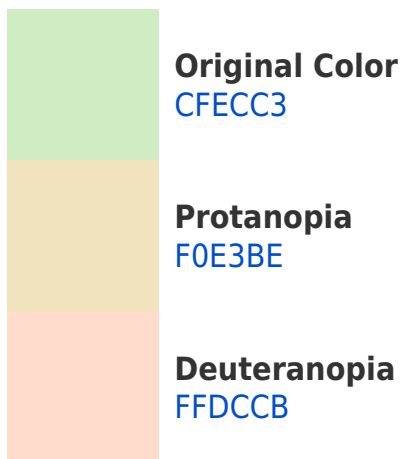 Original Color
CFECC3
Protanopia
F0E3BE
Deuteranopia
FFDCCB